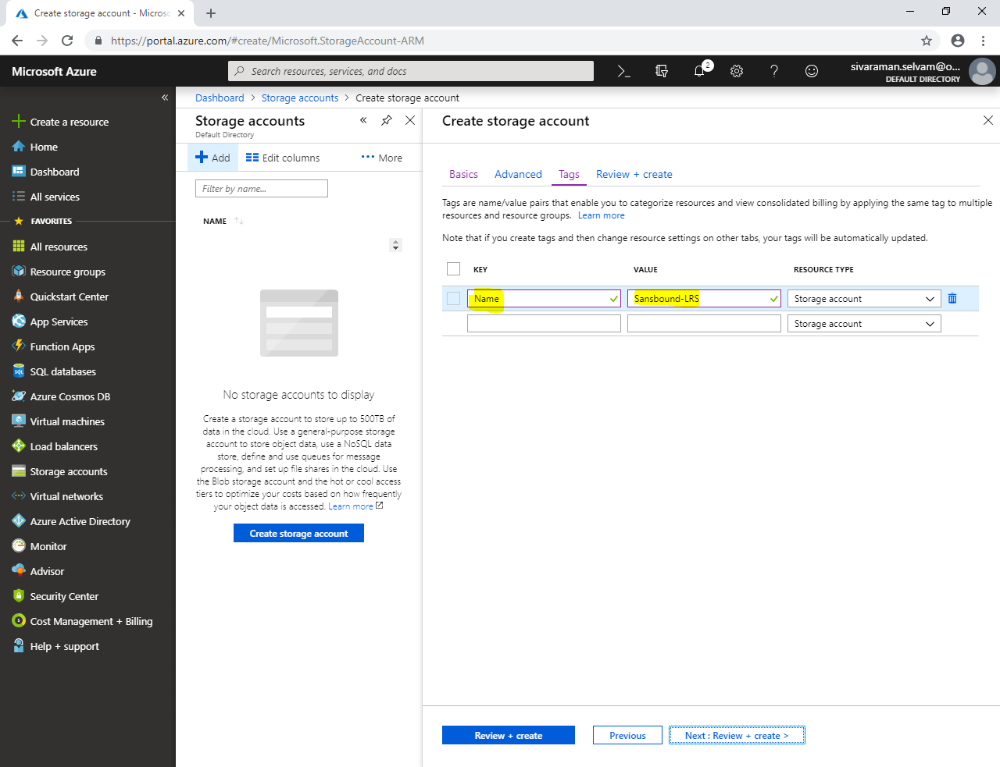 Create storage account - Micros
https://portal.azure.com/#create/Microsoft.StorageAccount-ARM
Microsoft Azure
Search resources, services, and docs
2
sivaraman.selvam@o...
DEFAULT DIRECTORY
Create a resource
Home
Dashboard
All services
FAVORITES
All resources
Resource groups
Quickstart Center
App Services
Function Apps
SQL databases
Azure Cosmos DB
Virtual machines
Load balancers
Storage accounts
Virtual networks
Azure Active Directory
Monitor
Advisor
Security Center
Cost Management + Billing
Help + support
Dashboard > Storage accounts > Create storage account
Storage accounts
Default Directory
Add
Edit columns
More
Filter by name...
NAME
No storage accounts to display
Create a storage account to store up to 500TB of
data in the cloud. Use a general-purpose storage
account to store object data, use a NoSQL data
store, define and use queues for message
processing, and set up file shares in the cloud. Use
the Blob storage account and the hot or cool access
tiers to optimize your costs based on how frequently
your object data is accessed. Learn more
Create storage account
Create storage account
Basics
Advanced
Tags
Review + create
Tags are name/value pairs that enable you to categorize resources and view consolidated billing by applying the same tag to multiple
resources and resource groups. Learn more
Note that if you create tags and then change resource settings on other tabs, your tags will be automatically updated.
KEY
VALUE
RESOURCE TYPE
Name
Sansbound-LRS
Storage account
Storage account
Review + create
Previous
Next : Review + create >